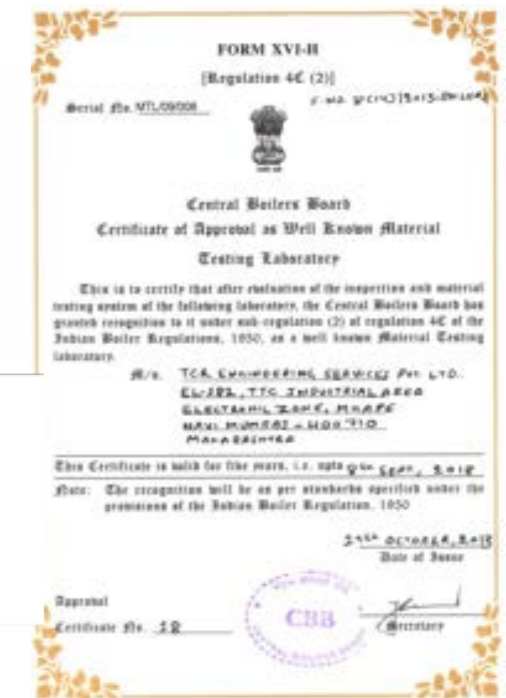 FORM XVI-H
[Regulation 4C (2)]
Serial No. MTL/09/008
Central Boilers Board
Certificate of Approval as Well Known Material
Testing Laboratory
This is to certify that after evaluation of the inspection and material
testing system of the following laboratory, the Central Boilers Board has
granted recognition to it under sub-regulation (2) of regulation 4C of the
Indian Boiler Regulations, 1950, as a well known Material Testing
laboratory.
M/s. TCR ENGINEERING SERVICES PVT. LTD.
EL-182, TTC INDUSTRIAL AREA
ELECTRONIC ZONE, MHAPE
NAVI MUMBAI - 400 710
MAHARASHTRA
This Certificate is valid for five years, i.e. upto 8th SEPT, 2018
Note: The recognition will be as per standards specified under the
provisions of the Indian Boiler Regulation, 1950
OCTOBER, 2013
Date of Issue
Approval
Certificate No. 18
CBB
Secretary